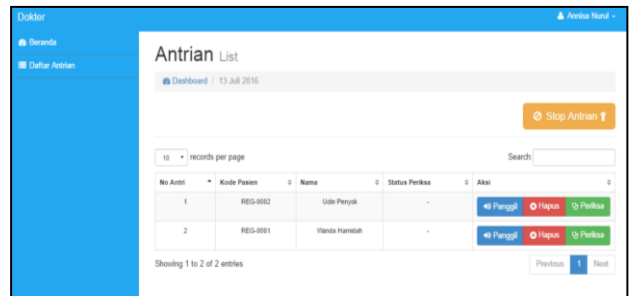 Dokter
Annisa Nurul
Beranda
Daftar Antrian
Antrian List
Dashboard / 13 Juli 2016
Stop Antrian
10 records per page
Search:
No Antri Kode Pasien Nama Status Periksa Aksi
1 REG-0002 Udin Penyok - Panggil Hapus Periksa
2 REG-0001 Wanda Hamidah - Panggil Hapus Periksa
Showing 1 to 2 of 2 entries
Previous 1 Next